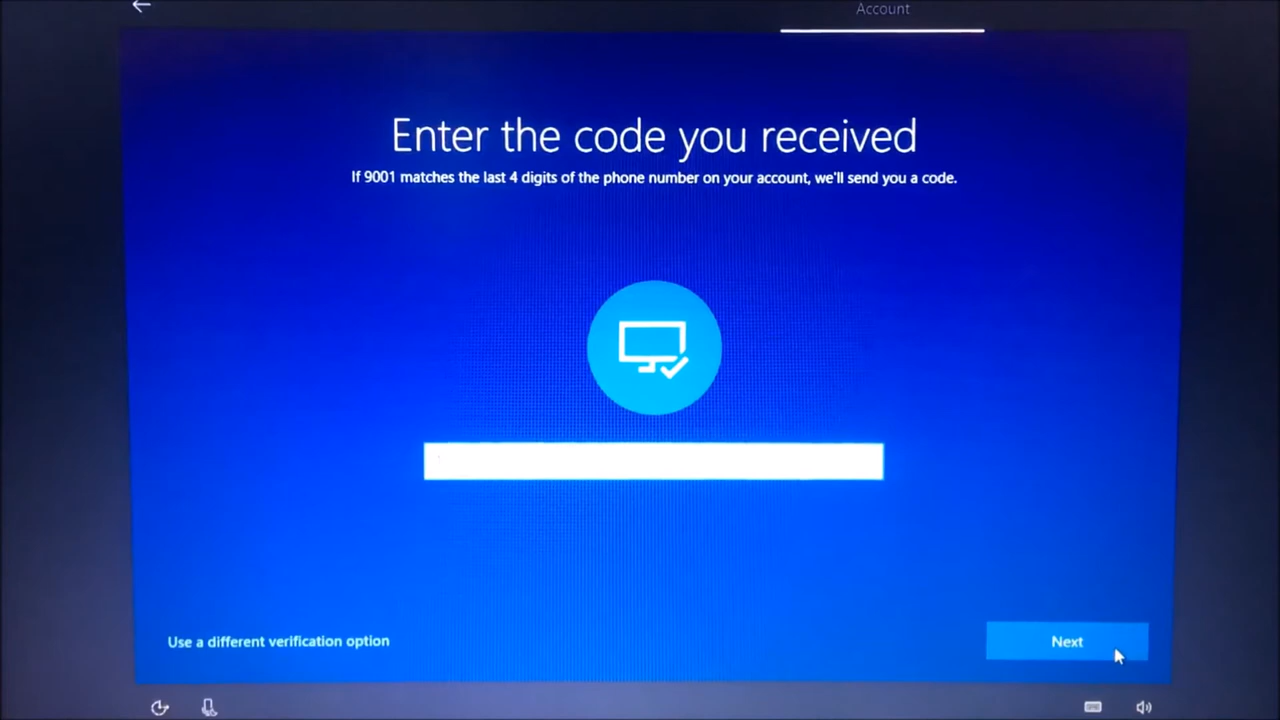 Account
Enter the code you received
If 9001 matches the last 4 digits of the phone number on your account, we'll send you a code.
Use a different verification option
Next